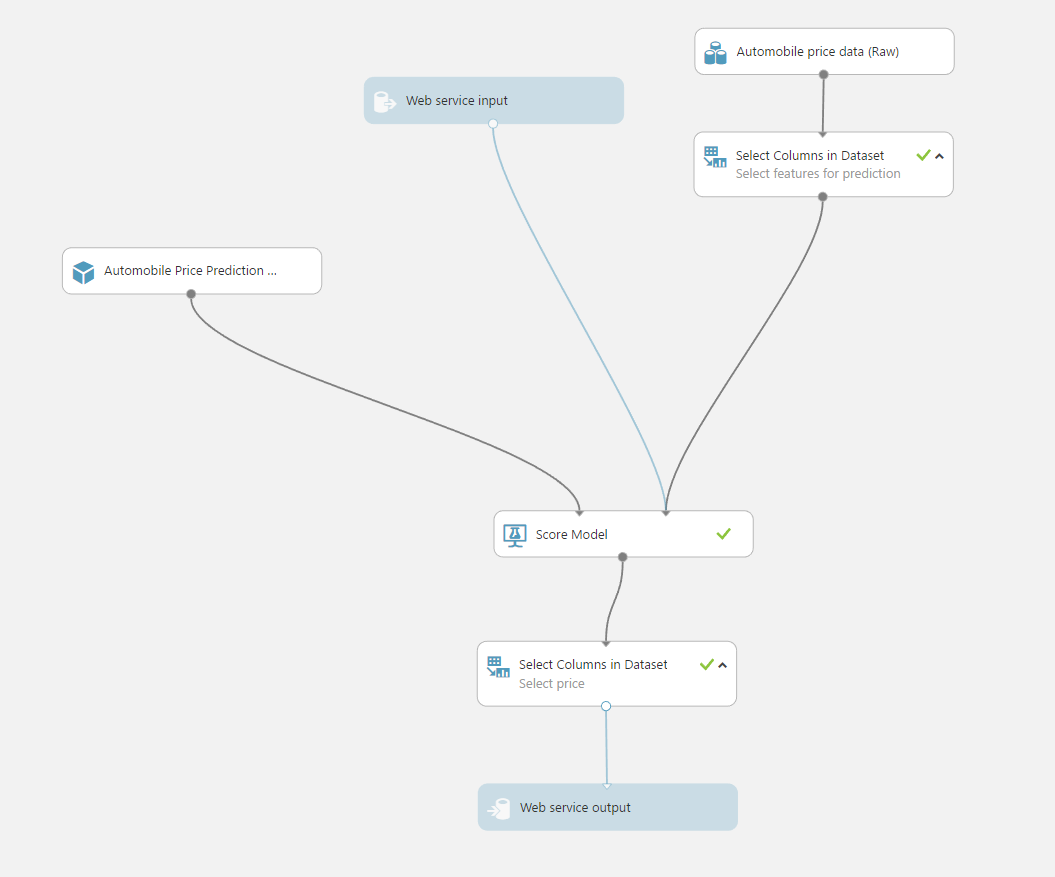 Automobile price data (Raw)
Web service input
Select Columns in Dataset
Select features for prediction
Automobile Price Prediction ...
Score Model
Select Columns in Dataset
Select price
Web service output